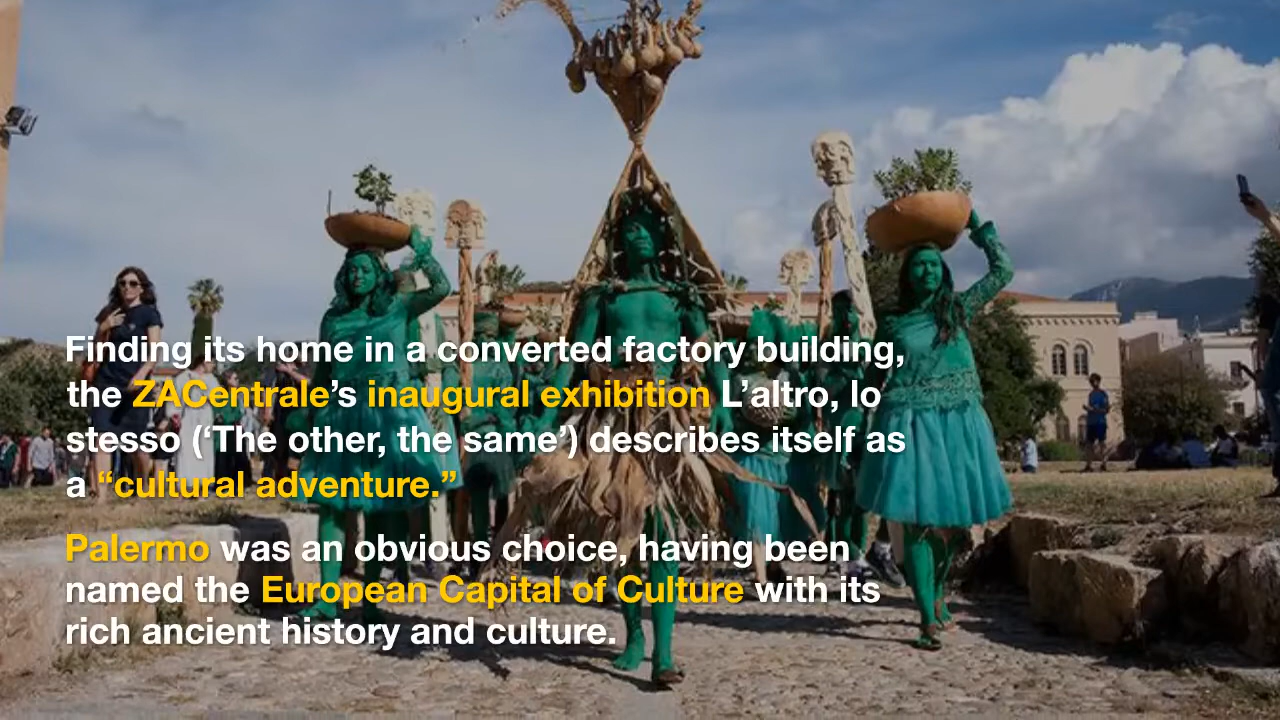 Finding its home in a converted factory building,
the ZACentrale’s inaugural exhibition L’altro, lo
stesso (‘The other, the same’) describes itself as
a “cultural adventure.”
Palermo was an obvious choice, having been
named the European Capital of Culture with its
rich ancient history and culture.